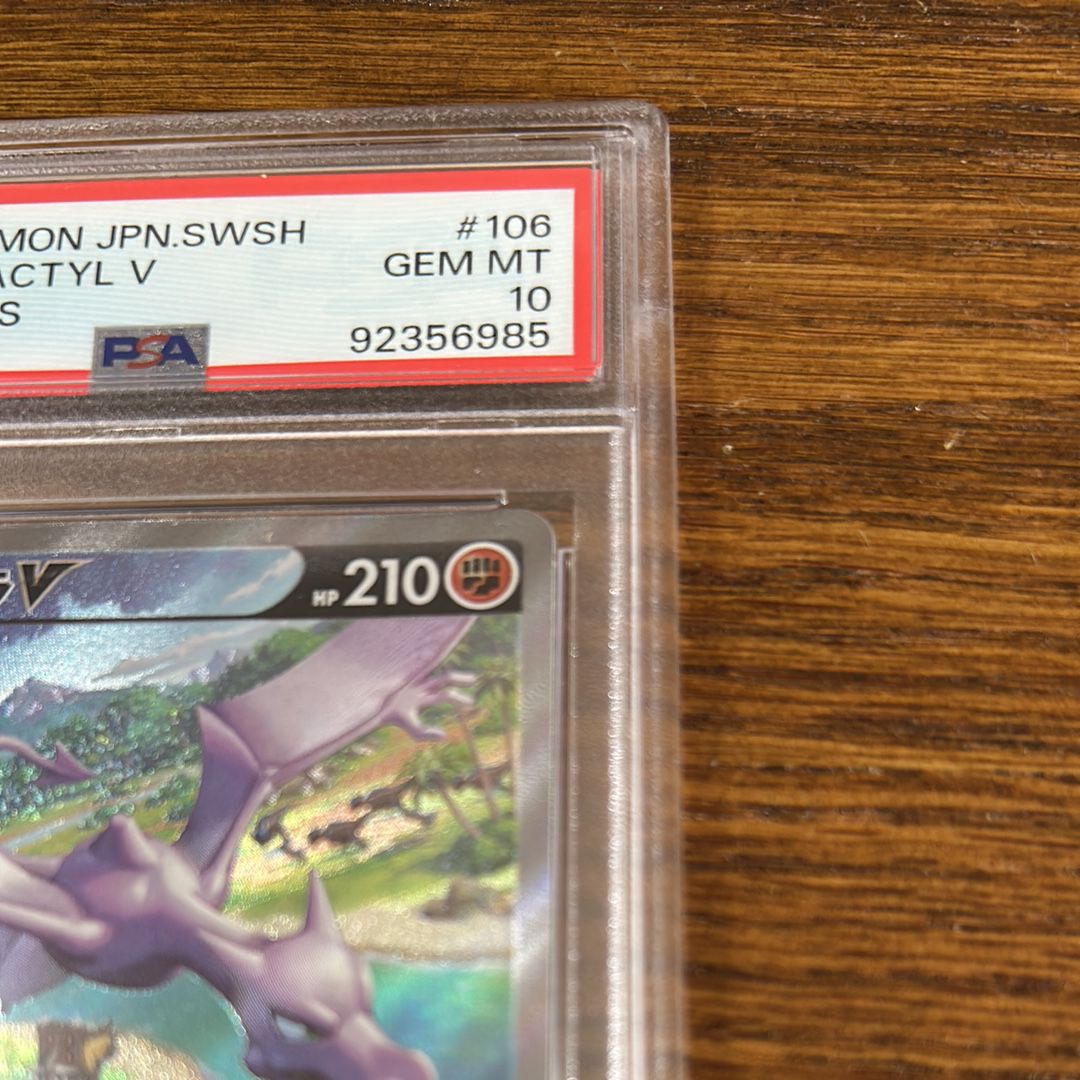 MON JPN.SWSH #106
ACTYL V GEM MT
S 10
PSA 92356985
V HP 210